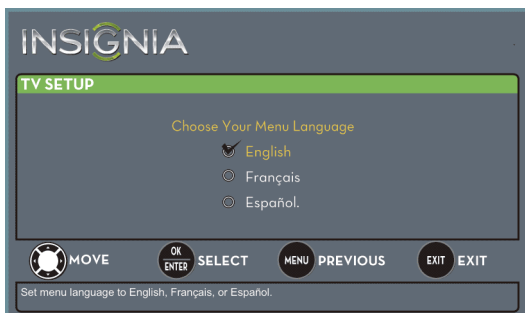 INSIGNIA
TV SETUP
Choose Your Menu Language
English
Français
Español.
MOVE
OK
ENTER
SELECT
MENU
PREVIOUS
EXIT
EXIT
Set menu language to English, Français, or Español.